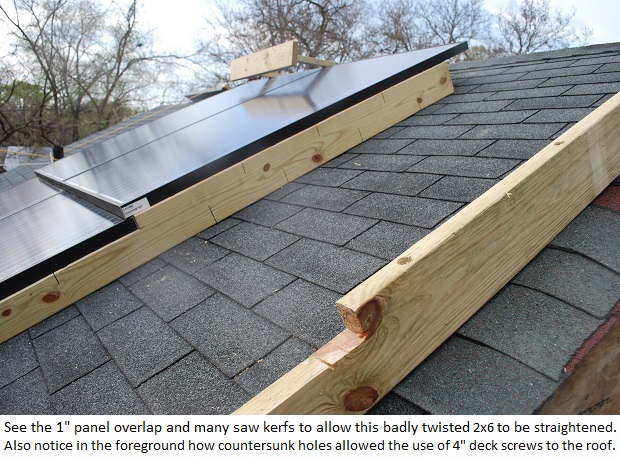 See the 1" panel overlap and many saw kerfs to allow this badly twisted 2x6 to be straightened.
Also notice in the foreground how countersunk holes allowed the use of 4" deck screws to the roof.